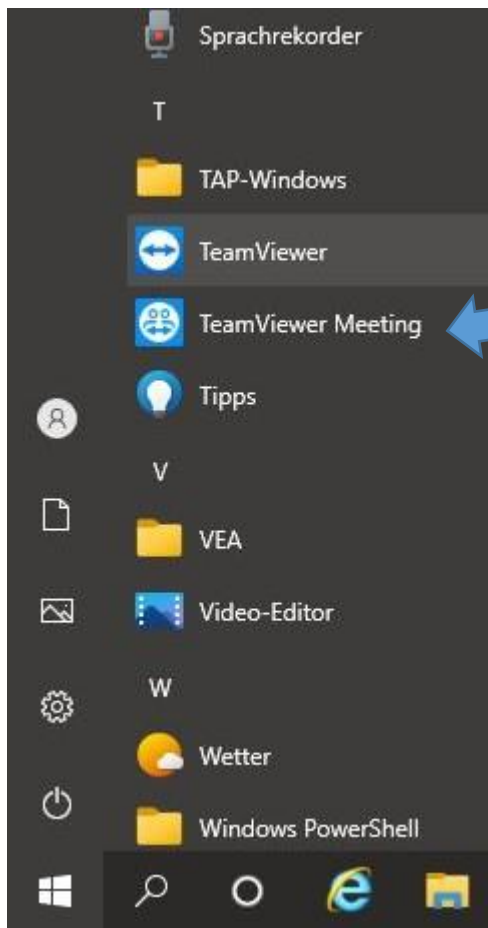 Sprachrekorder
T
TAP-Windows
TeamViewer
TeamViewer Meeting
Tipps
V
VEA
Video-Editor
W
Wetter
Windows PowerShell